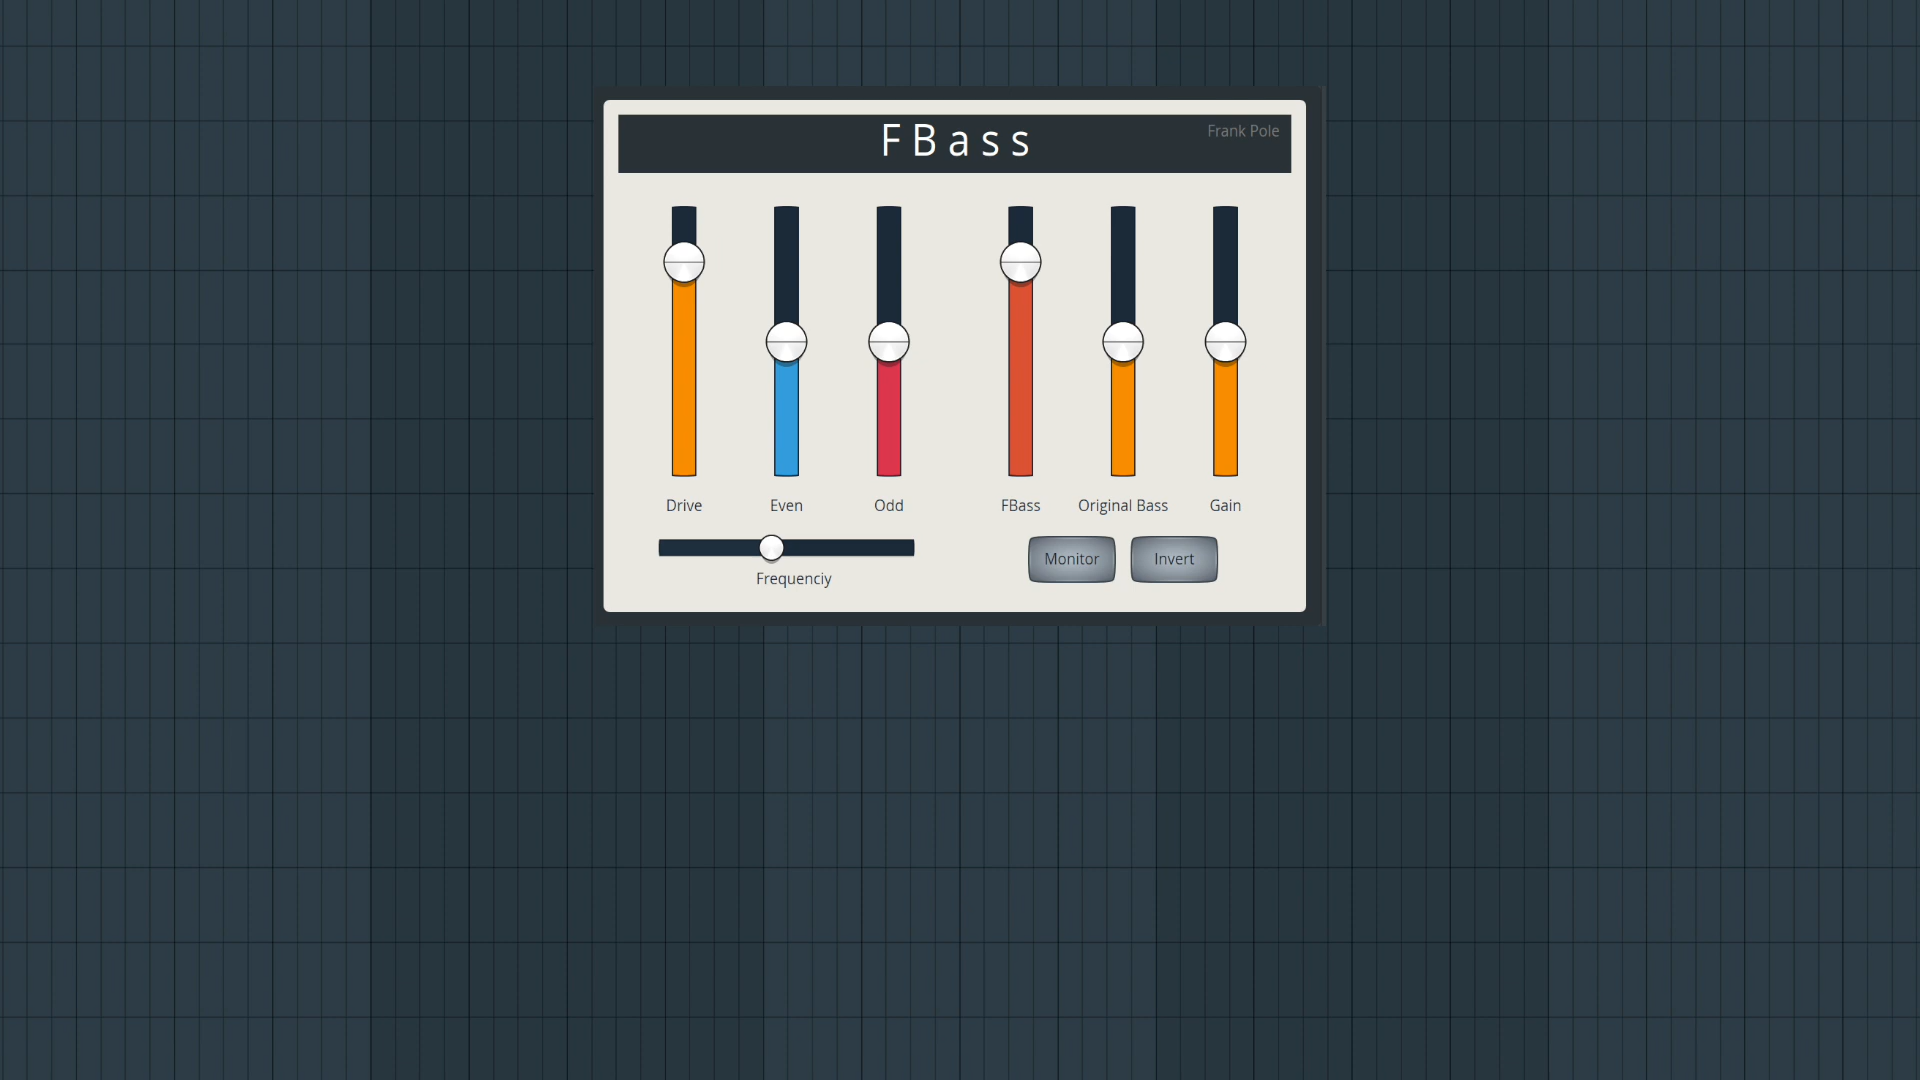 FBass
Frank Pole
Drive Even Odd FBass Original Bass Gain
Frequenciy
Monitor Invert